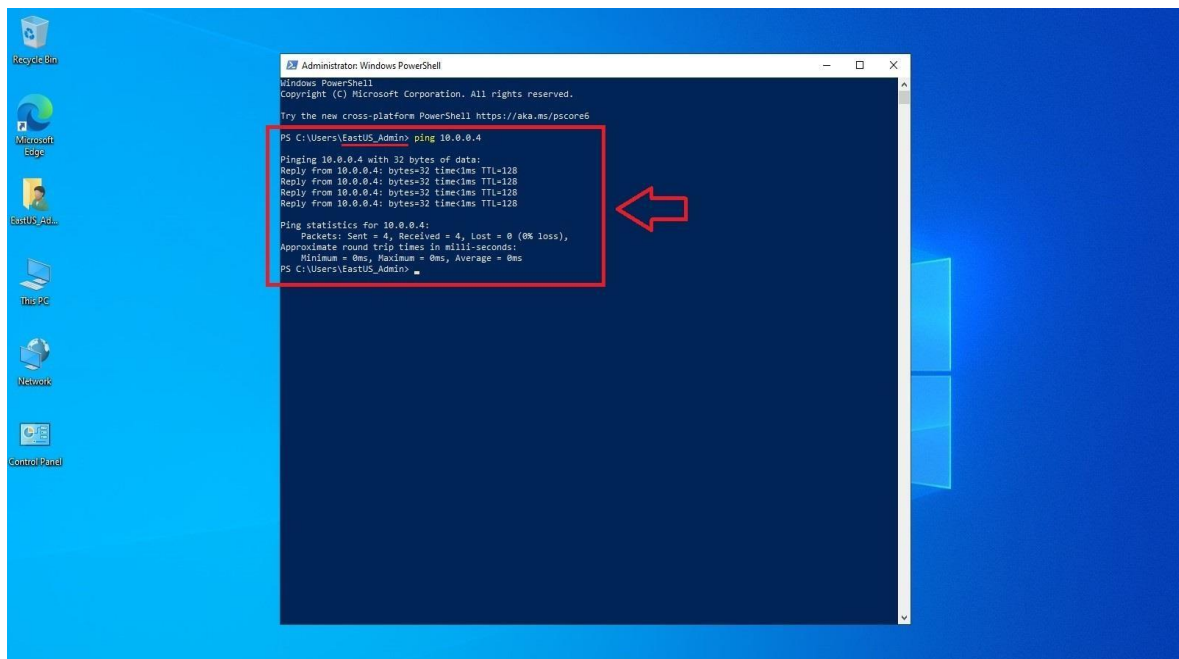 Recycle Bin
Microsoft
Edge
EastUS_Ad...
This PC
Network
Control Panel
Administrator: Windows PowerShell
Windows PowerShell
Copyright (C) Microsoft Corporation. All rights reserved.
Try the new cross-platform PowerShell https://aka.ms/pscore6
PS C:\Users\EastUS_Admin> ping 10.0.0.4
Pinging 10.0.0.4 with 32 bytes of data:
Reply from 10.0.0.4: bytes=32 time<1ms TTL=128
Reply from 10.0.0.4: bytes=32 time<1ms TTL=128
Reply from 10.0.0.4: bytes=32 time<1ms TTL=128
Reply from 10.0.0.4: bytes=32 time<1ms TTL=128
Ping statistics for 10.0.0.4:
    Packets: Sent = 4, Received = 4, Lost = 0 (0% loss),
Approximate round trip times in milli-seconds:
    Minimum = 0ms, Maximum = 0ms, Average = 0ms
PS C:\Users\EastUS_Admin>